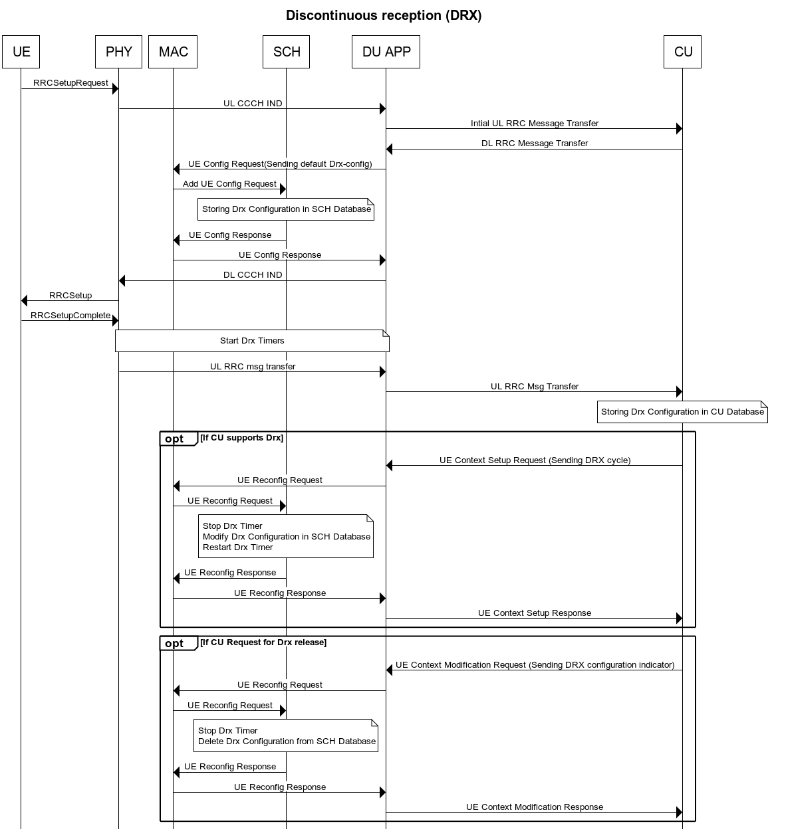 Discontinuous reception (DRX)
UE
PHY
MAC
SCH
DU APP
CU
RRCSetupRequest
UL CCCH IND
Intial UL RRC Message Transfer
DL RRC Message Transfer
UE Config Request(Sending default Drx-config)
Add UE Config Request
Storing Drx Configuration in SCH Database
UE Config Response
UE Config Response
DL CCCH IND
RRCSetup
RRCSetupComplete
Start Drx Timers
UL RRC msg transfer
UL RRC Msg Transfer
Storing Drx Configuration in CU Database
opt [If CU supports Drx]
UE Context Setup Request (Sending DRX cycle)
UE Reconfig Request
UE Reconfig Request
Stop Drx Timer
Modify Drx Configuration in SCH Database
Restart Drx Timer
UE Reconfig Response
UE Reconfig Response
UE Context Setup Response
opt [If CU Request for Drx release]
UE Context Modification Request (Sending DRX configuration indicator)
UE Reconfig Request
UE Reconfig Request
Stop Drx Timer
Delete Drx Configuration from SCH Database
UE Reconfig Response
UE Reconfig Response
UE Context Modification Response